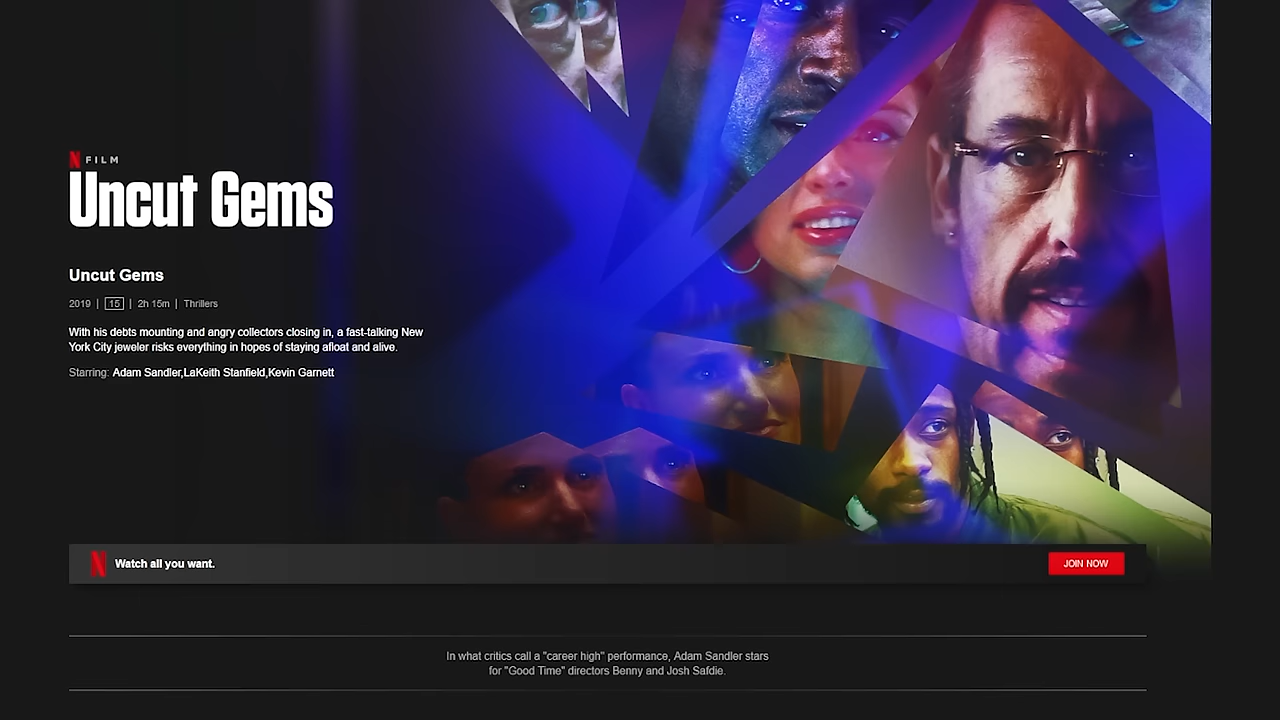 N FILM
Uncut Gems
Uncut Gems
2019 | 15 | 2h 15m | Thrillers
With his debts mounting and angry collectors closing in, a fast-talking New
York City jeweler risks everything in hopes of staying afloat and alive.
Starring: Adam Sandler,LaKeith Stanfield,Kevin Garnett
N Watch all you want. JOIN NOW
In what critics call a "career high" performance, Adam Sandler stars
for "Good Time" directors Benny and Josh Safdie.